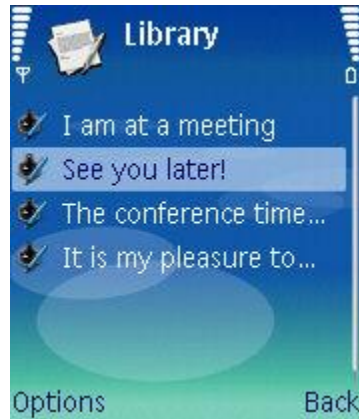 Library
I am at a meeting
See you later!
The conference time...
It is my pleasure to...
Options Back